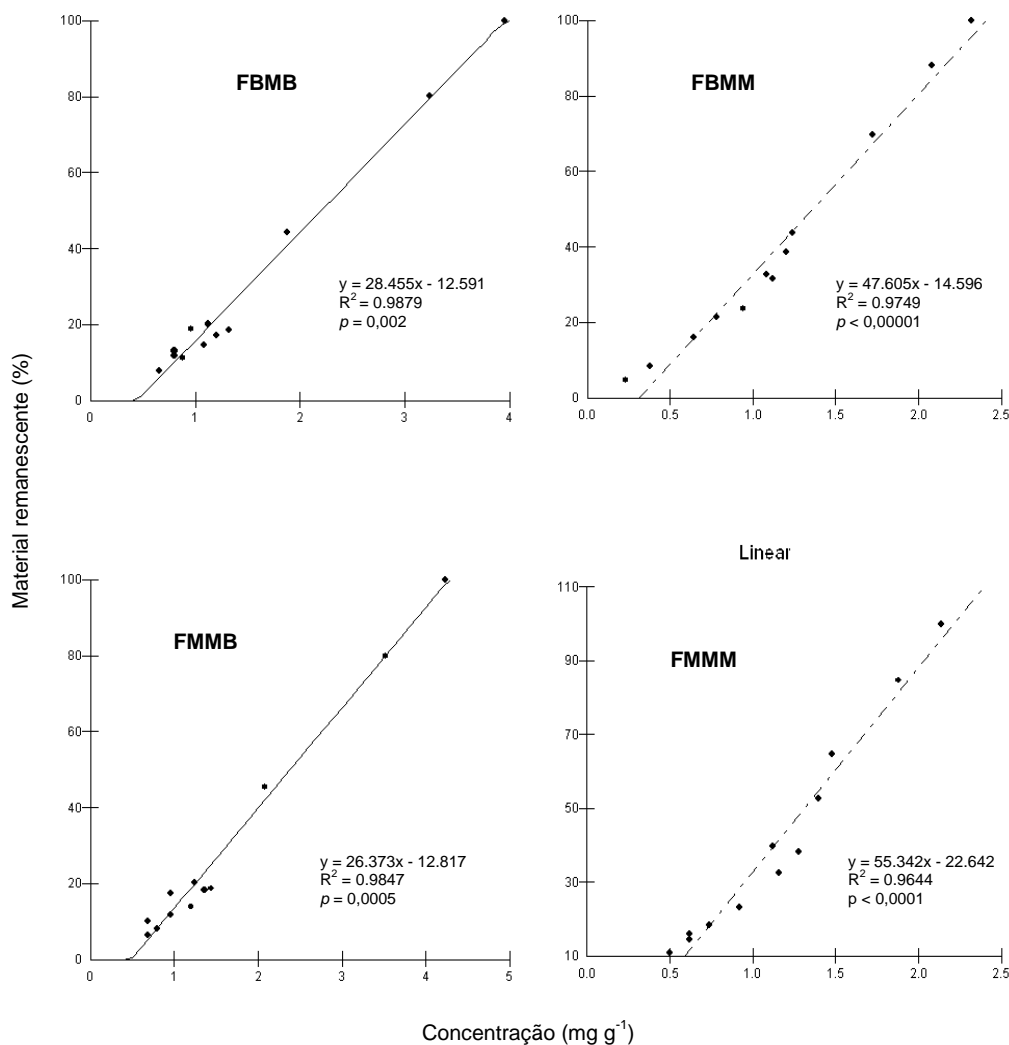 Material remanescente (%)
100
80
60
40
20
0
0
1
2
3
4
FBMB
y = 28.455x - 12.591
R² = 0.9879
p = 0,002
100
80
60
40
20
0
0.0
0.5
1.0
1.5
2.0
2.5
FBMM
y = 47.605x - 14.596
R² = 0.9749
p < 0,00001
100
80
60
40
20
0
0
1
2
3
4
5
FMMB
y = 26.373x - 12.817
R² = 0.9847
p = 0,0005
Linear
110
90
70
50
30
10
0.0
0.5
1.0
1.5
2.0
2.5
FMMM
y = 55.342x - 22.642
R² = 0.9644
p < 0.0001
Concentração (mg g⁻¹)